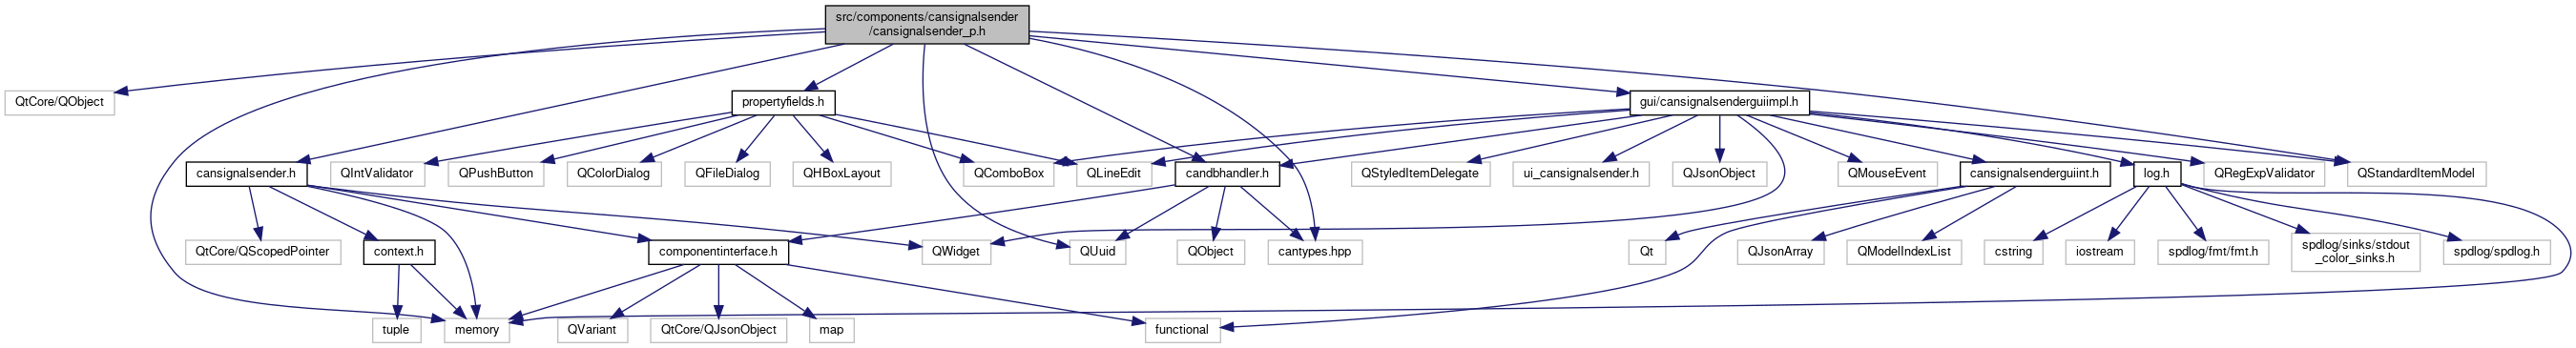 src/components/cansignalsender
/cansignalsender_p.h
QtCore/QObject
propertyfields.h
gui/cansignalsenderguiimpl.h
cansignalsender.h
QIntValidator
QPushButton
QColorDialog
QFileDialog
QHBoxLayout
QComboBox
QLineEdit
candbhandler.h
QStyledItemDelegate
ui_cansignalsender.h
QJsonObject
QMouseEvent
cansignalsenderguiint.h
log.h
QRegExpValidator
QStandardItemModel
QtCore/QScopedPointer
context.h
componentinterface.h
QWidget
QUuid
QObject
cantypes.hpp
Qt
QJsonArray
QModelIndexList
cstring
iostream
spdlog/fmt/fmt.h
spdlog/sinks/stdout
_color_sinks.h
spdlog/spdlog.h
tuple
memory
QVariant
QtCore/QJsonObject
map
functional